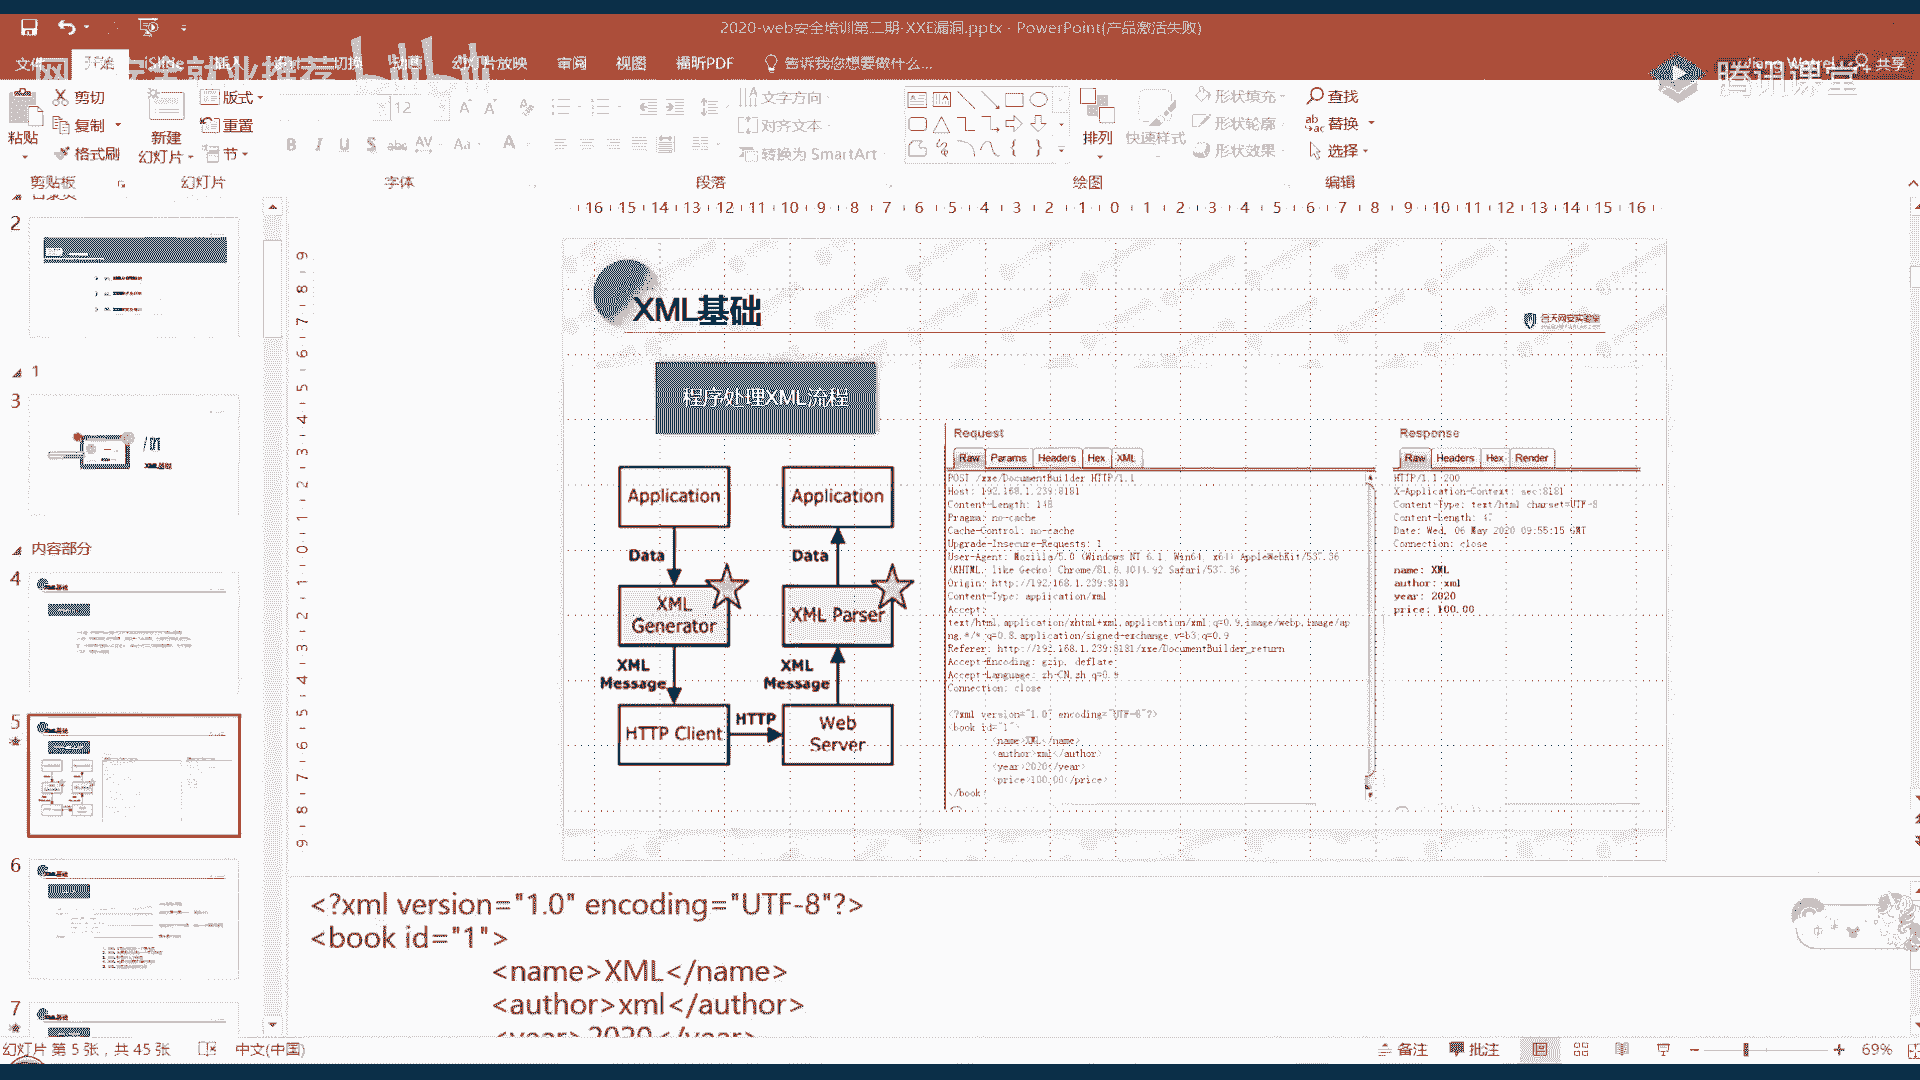 2020-web安全培训第二期-XXE漏洞.pptx - PowerPoint(产品激活失败)
文件 开始 iSlide 插入 切换 动画 幻灯片放映 审阅 视图 福昕PDF 告诉我您想要做什么... 共享
腾讯课堂
剪切
复制
格式刷
粘贴
新建
幻灯片
版式
重置
节
12
文字方向
对齐文本
转换为 SmartArt
排列
快速样式
形状填充
形状轮廓
形状效果
查找
替换
选择
剪贴板 幻灯片 字体 段落 绘图 编辑
16 15 14 13 12 11 10 9 8 7 6 5 4 3 2 1 0 1 2 3 4 5 6 7 8 9 10 11 12 13 14 15 16
2
1
3
内容部分
4
5
6
7
XML基础
合天网安实验室
程序处理XML流程
Application
Data
XML
Generator
XML
Message
HTTP Client
HTTP
Web
Server
XML
Message
XML Parser
Data
Application
Request
Raw Params Headers Hex XML
POST /xxe/DocumentBuilder HTTP/1.1
Host: 192.168.1.239:8181
Content-Length: 148
Pragma: no-cache
Cache-Control: no-cache
Upgrade-Insecure-Requests: 1
User-Agent: Mozilla/5.0 (Windows NT 6.1; Win64; x64) AppleWebKit/537.36
(KHTML, like Gecko) Chrome/81.0.4044.92 Safari/537.36
Origin: http://192.168.1.239:8181
Content-Type: application/xml
Accept:
text/html,application/xhtml+xml,application/xml;q=0.9,image/webp,image/ap
ng,*/*;q=0.8,application/signed-exchange;v=b3;q=0.9
Referer: http://192.168.1.239:8181/xxe/DocumentBuilder_return
Accept-Encoding: gzip, deflate
Accept-Language: zh-CN,zh;q=0.9
Connection: close
<?xml version="1.0" encoding="UTF-8"?>
<book id="1">
<name>XML</name>
<author>xml</author>
<year>2020</year>
<price>100.00</price>
</book>
Response
Raw Headers Hex Render
HTTP/1.1 200
X-Application-Context: sec:8181
Content-Type: text/html;charset=UTF-8
Content-Length: 47
Date: Wed, 06 May 2020 09:55:15 GMT
Connection: close
name: XML
author: xml
year: 2020
price: 100.00
<?xml version="1.0" encoding="UTF-8"?>
<book id="1">
<name>XML</name>
<author>xml</author>
<year>2020</year>
幻灯片 第 5 张，共 45 张 中文(中国) 备注 批注 69%